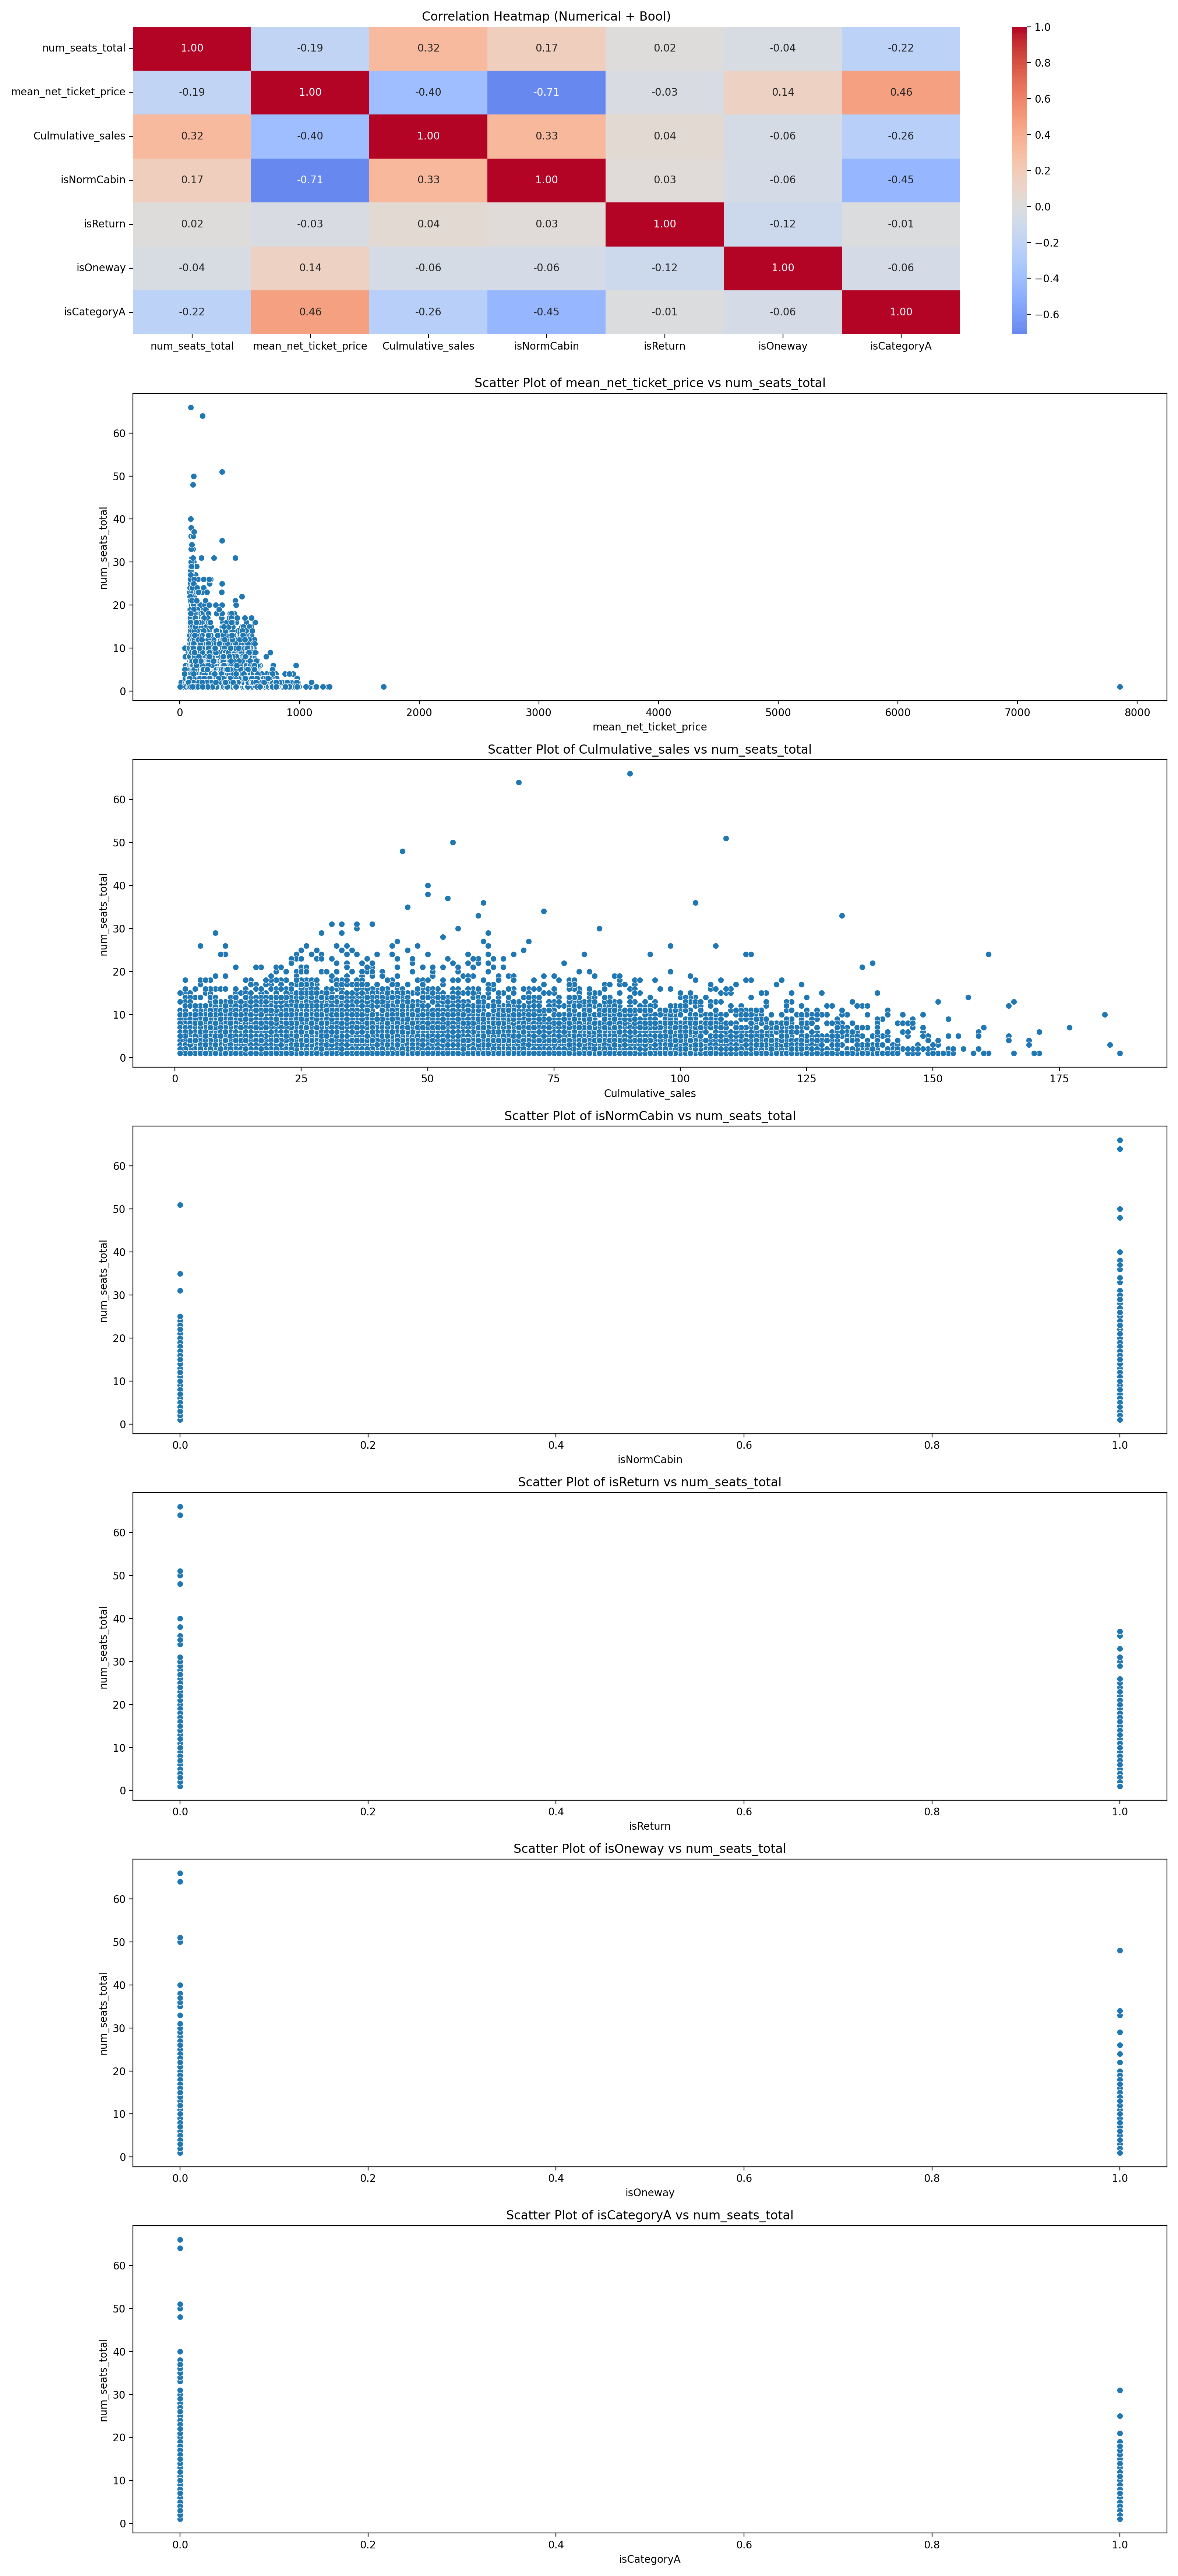 Correlation Heatmap (Numerical + Bool)
num_seats_total 1.00 -0.19 0.32 0.17 0.02 -0.04 -0.22
mean_net_ticket_price -0.19 1.00 -0.40 -0.71 -0.03 0.14 0.46
Culmulative_sales 0.32 -0.40 1.00 0.33 0.04 -0.06 -0.26
isNormCabin 0.17 -0.71 0.33 1.00 0.03 -0.06 -0.45
isReturn 0.02 -0.03 0.04 0.03 1.00 -0.12 -0.01
isOneway -0.04 0.14 -0.06 -0.06 -0.12 1.00 -0.06
isCategoryA -0.22 0.46 -0.26 -0.45 -0.01 -0.06 1.00
num_seats_total mean_net_ticket_price Culmulative_sales isNormCabin isReturn isOneway isCategoryA
1.0
0.8
0.6
0.4
0.2
0.0
−0.2
−0.4
−0.6
Scatter Plot of mean_net_ticket_price vs num_seats_total
num_seats_total
60
50
40
30
20
10
0
0 1000 2000 3000 4000 5000 6000 7000 8000
mean_net_ticket_price
Scatter Plot of Culmulative_sales vs num_seats_total
num_seats_total
60
50
40
30
20
10
0
0 25 50 75 100 125 150 175
Culmulative_sales
Scatter Plot of isNormCabin vs num_seats_total
num_seats_total
60
50
40
30
20
10
0
0.0 0.2 0.4 0.6 0.8 1.0
isNormCabin
Scatter Plot of isReturn vs num_seats_total
num_seats_total
60
50
40
30
20
10
0
0.0 0.2 0.4 0.6 0.8 1.0
isReturn
Scatter Plot of isOneway vs num_seats_total
num_seats_total
60
50
40
30
20
10
0
0.0 0.2 0.4 0.6 0.8 1.0
isOneway
Scatter Plot of isCategoryA vs num_seats_total
num_seats_total
60
50
40
30
20
10
0
0.0 0.2 0.4 0.6 0.8 1.0
isCategoryA